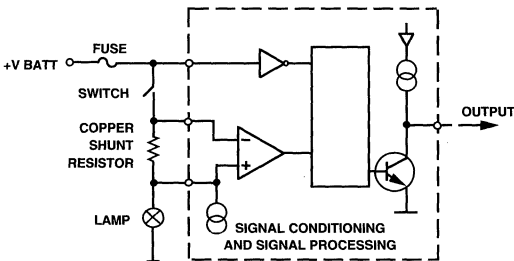 FUSE
+V BATT
SWITCH
COPPER
SHUNT
RESISTOR
LAMP
−
+
OUTPUT
SIGNAL CONDITIONING
AND SIGNAL PROCESSING